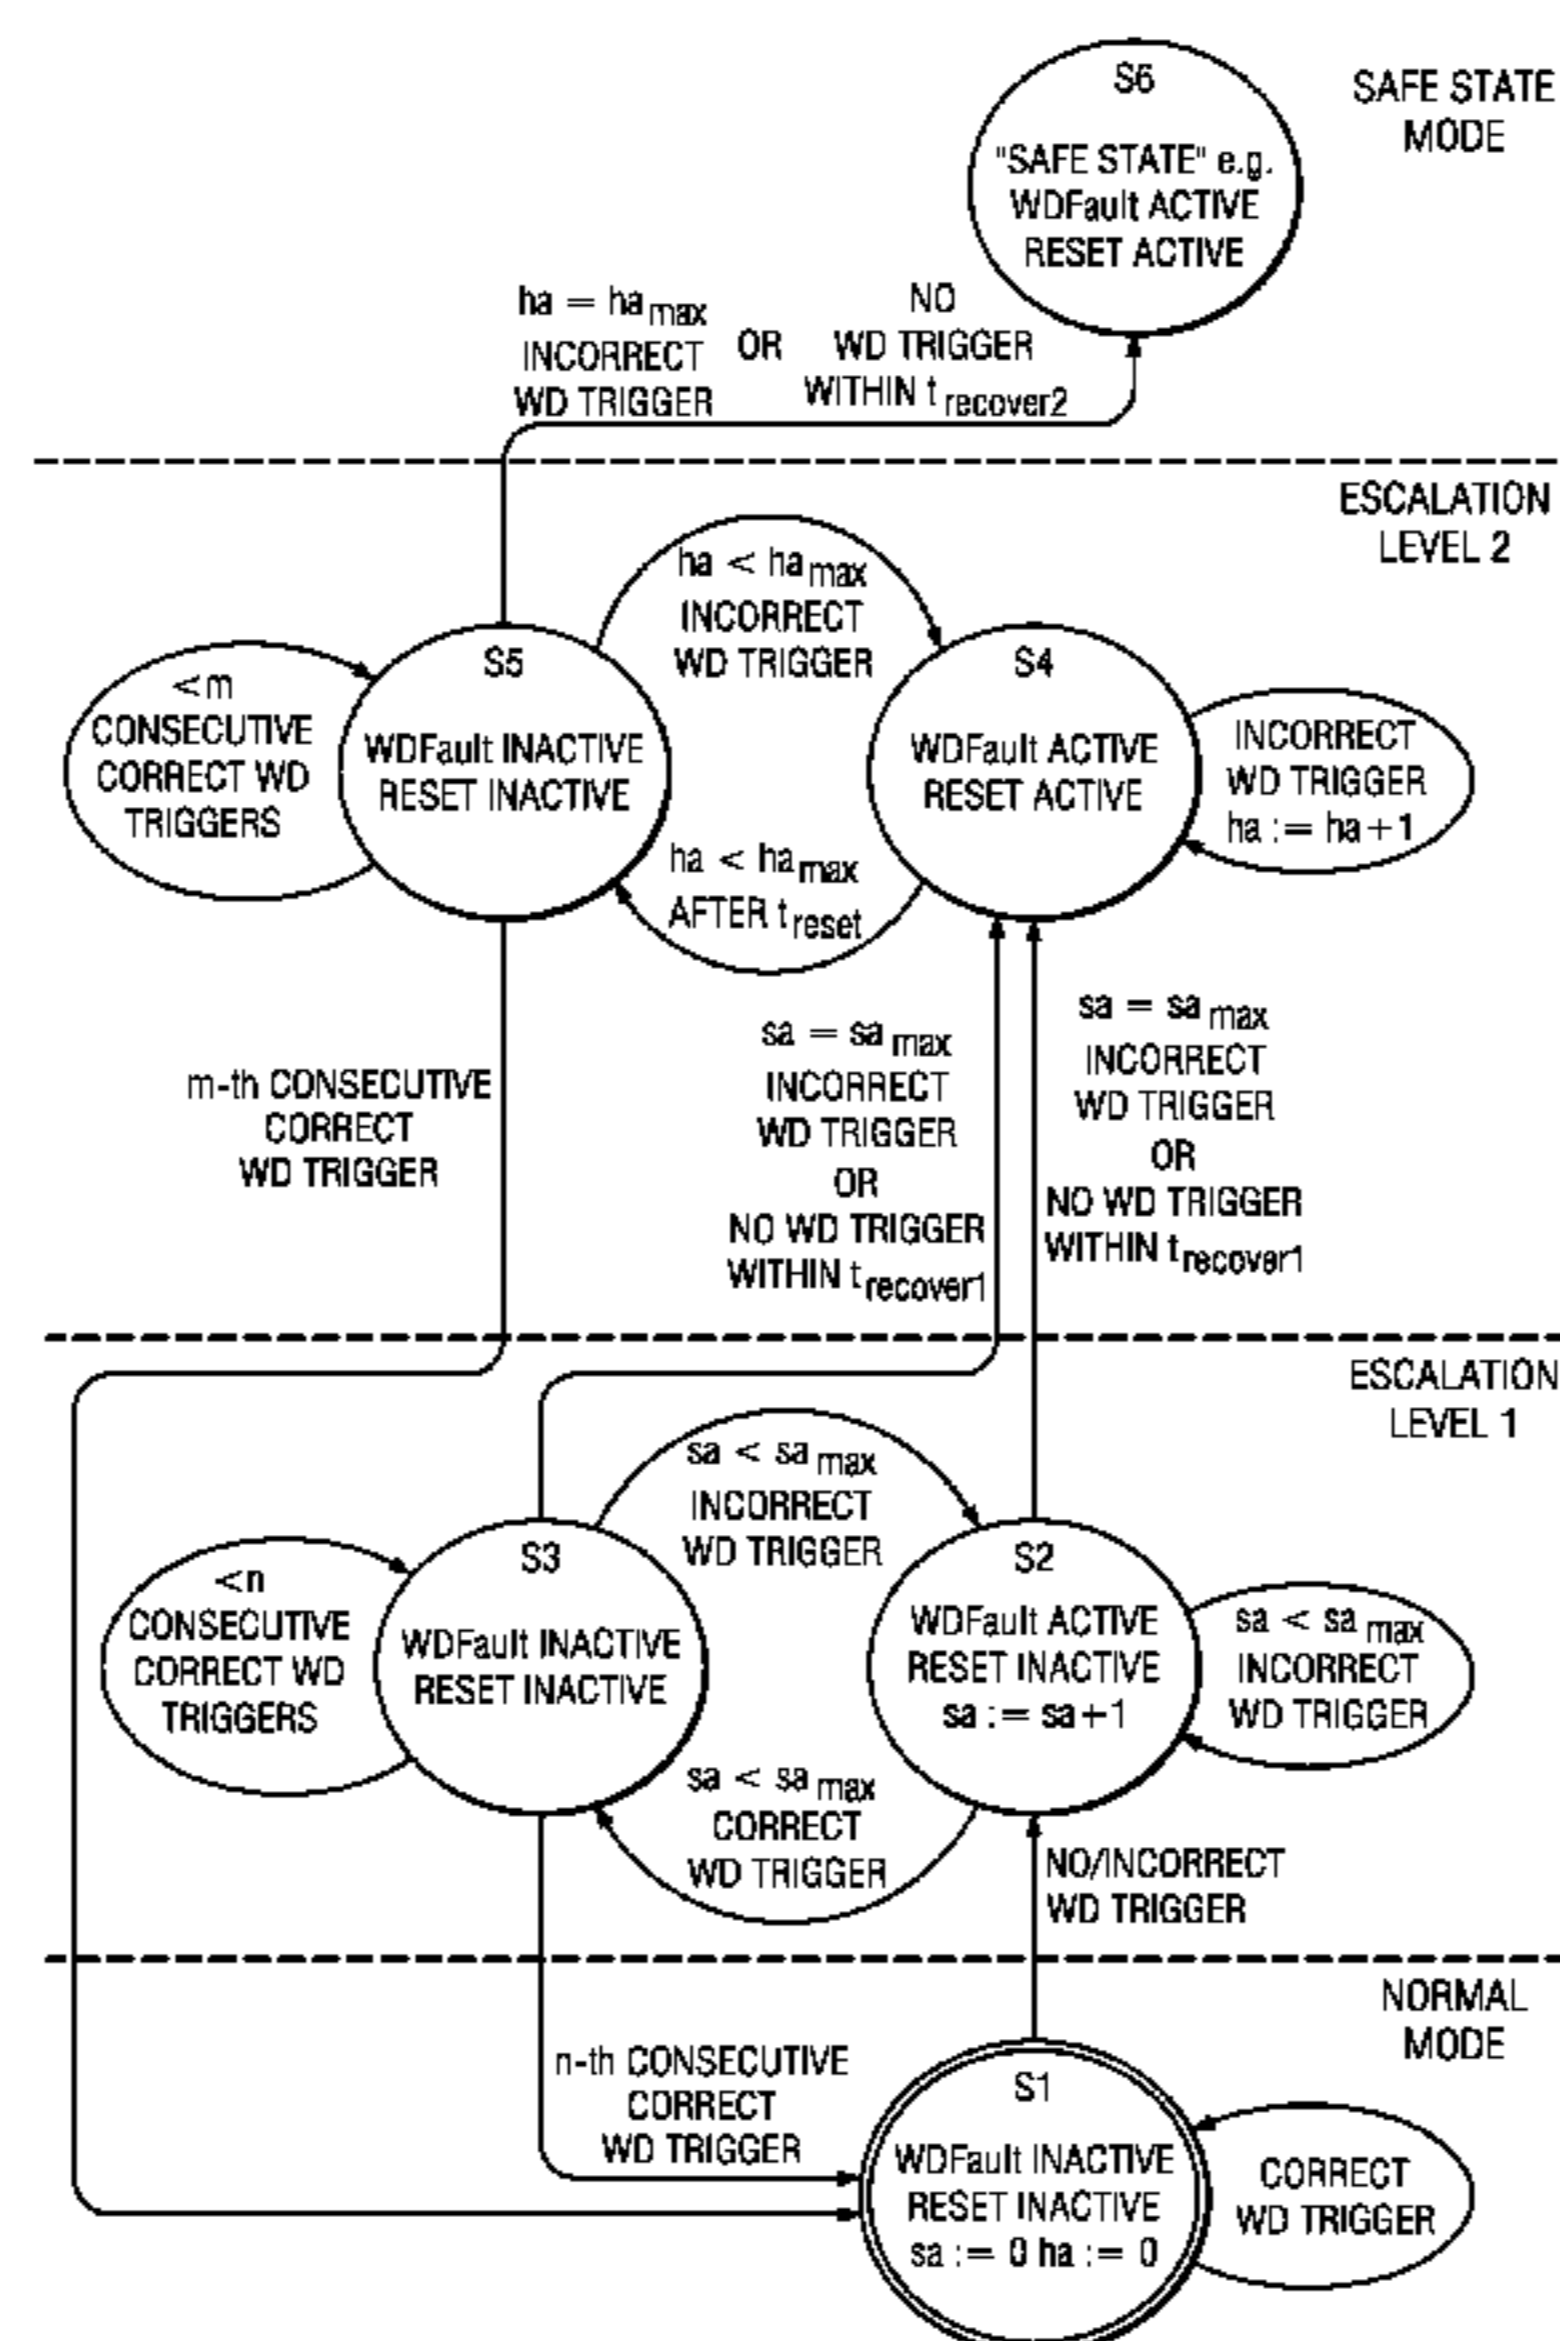 S6
"SAFE STATE" e.g.
WDFault ACTIVE
RESET ACTIVE
SAFE STATE
MODE
ha = ha max
INCORRECT
WD TRIGGER
OR
NO
WD TRIGGER
WITHIN t recover2
ESCALATION
LEVEL 2
ha < ha max
INCORRECT
WD TRIGGER
<m
CONSECUTIVE
CORRECT WD
TRIGGERS
S5
WDFault INACTIVE
RESET INACTIVE
S4
WDFault ACTIVE
RESET ACTIVE
INCORRECT
WD TRIGGER
ha := ha+1
ha < ha max
AFTER t reset
m-th CONSECUTIVE
CORRECT
WD TRIGGER
sa = sa max
INCORRECT
WD TRIGGER
OR
NO WD TRIGGER
WITHIN t recover1
sa = sa max
INCORRECT
WD TRIGGER
OR
NO WD TRIGGER
WITHIN t recover1
ESCALATION
LEVEL 1
sa < sa max
INCORRECT
WD TRIGGER
<n
CONSECUTIVE
CORRECT WD
TRIGGERS
S3
WDFault INACTIVE
RESET INACTIVE
S2
WDFault ACTIVE
RESET INACTIVE
sa := sa+1
sa < sa max
INCORRECT
WD TRIGGER
sa < sa max
CORRECT
WD TRIGGER
NO/INCORRECT
WD TRIGGER
NORMAL
MODE
n-th CONSECUTIVE
CORRECT
WD TRIGGER
S1
WDFault INACTIVE
RESET INACTIVE
sa := 0 ha := 0
CORRECT
WD TRIGGER